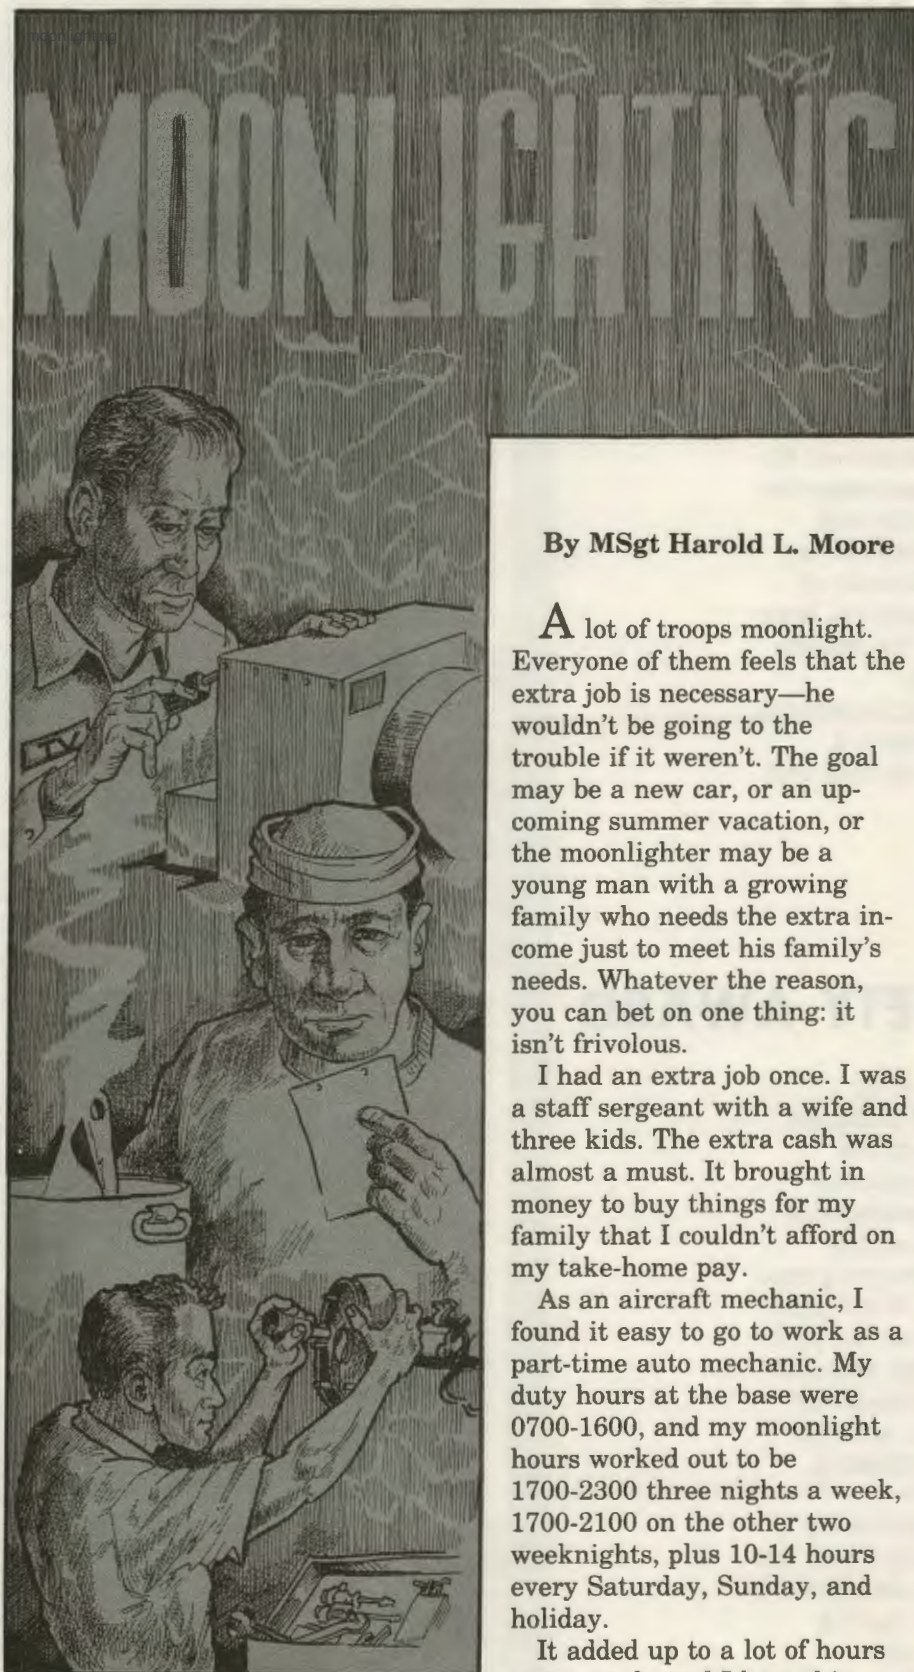 moonlighting
MOONLIGHTING
TV
By MSgt Harold L. Moore
A lot of troops moonlight.
Everyone of them feels that the
extra job is necessary—he
wouldn't be going to the
trouble if it weren't. The goal
may be a new car, or an up-
coming summer vacation, or
the moonlighter may be a
young man with a growing
family who needs the extra in-
come just to meet his family's
needs. Whatever the reason,
you can bet on one thing: it
isn't frivolous.
I had an extra job once. I was
a staff sergeant with a wife and
three kids. The extra cash was
almost a must. It brought in
money to buy things for my
family that I couldn't afford on
my take-home pay.
As an aircraft mechanic, I
found it easy to go to work as a
part-time auto mechanic. My
duty hours at the base were
0700-1600, and my moonlight
hours worked out to be
1700-2300 three nights a week,
1700-2100 on the other two
weeknights, plus 10-14 hours
every Saturday, Sunday, and
holiday.
It added up to a lot of hours